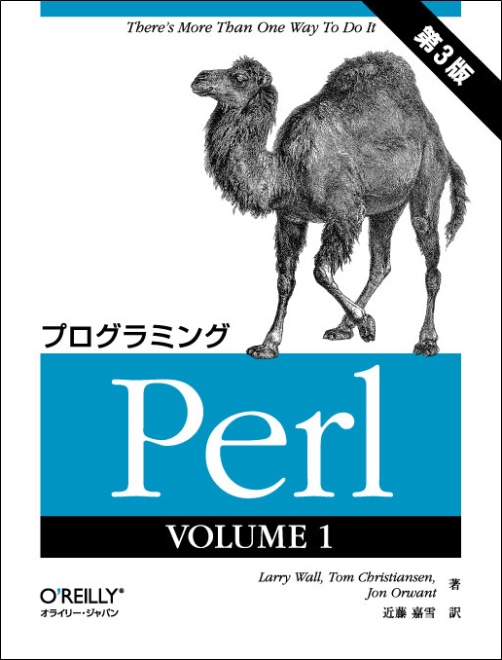 There's More Than One Way To Do It
第3版
プログラミング
Perl
VOLUME 1
Larry Wall, Tom Christiansen,
Jon Orwant 著
近藤 嘉雪 訳
O'REILLY®
オライリー・ジャパン